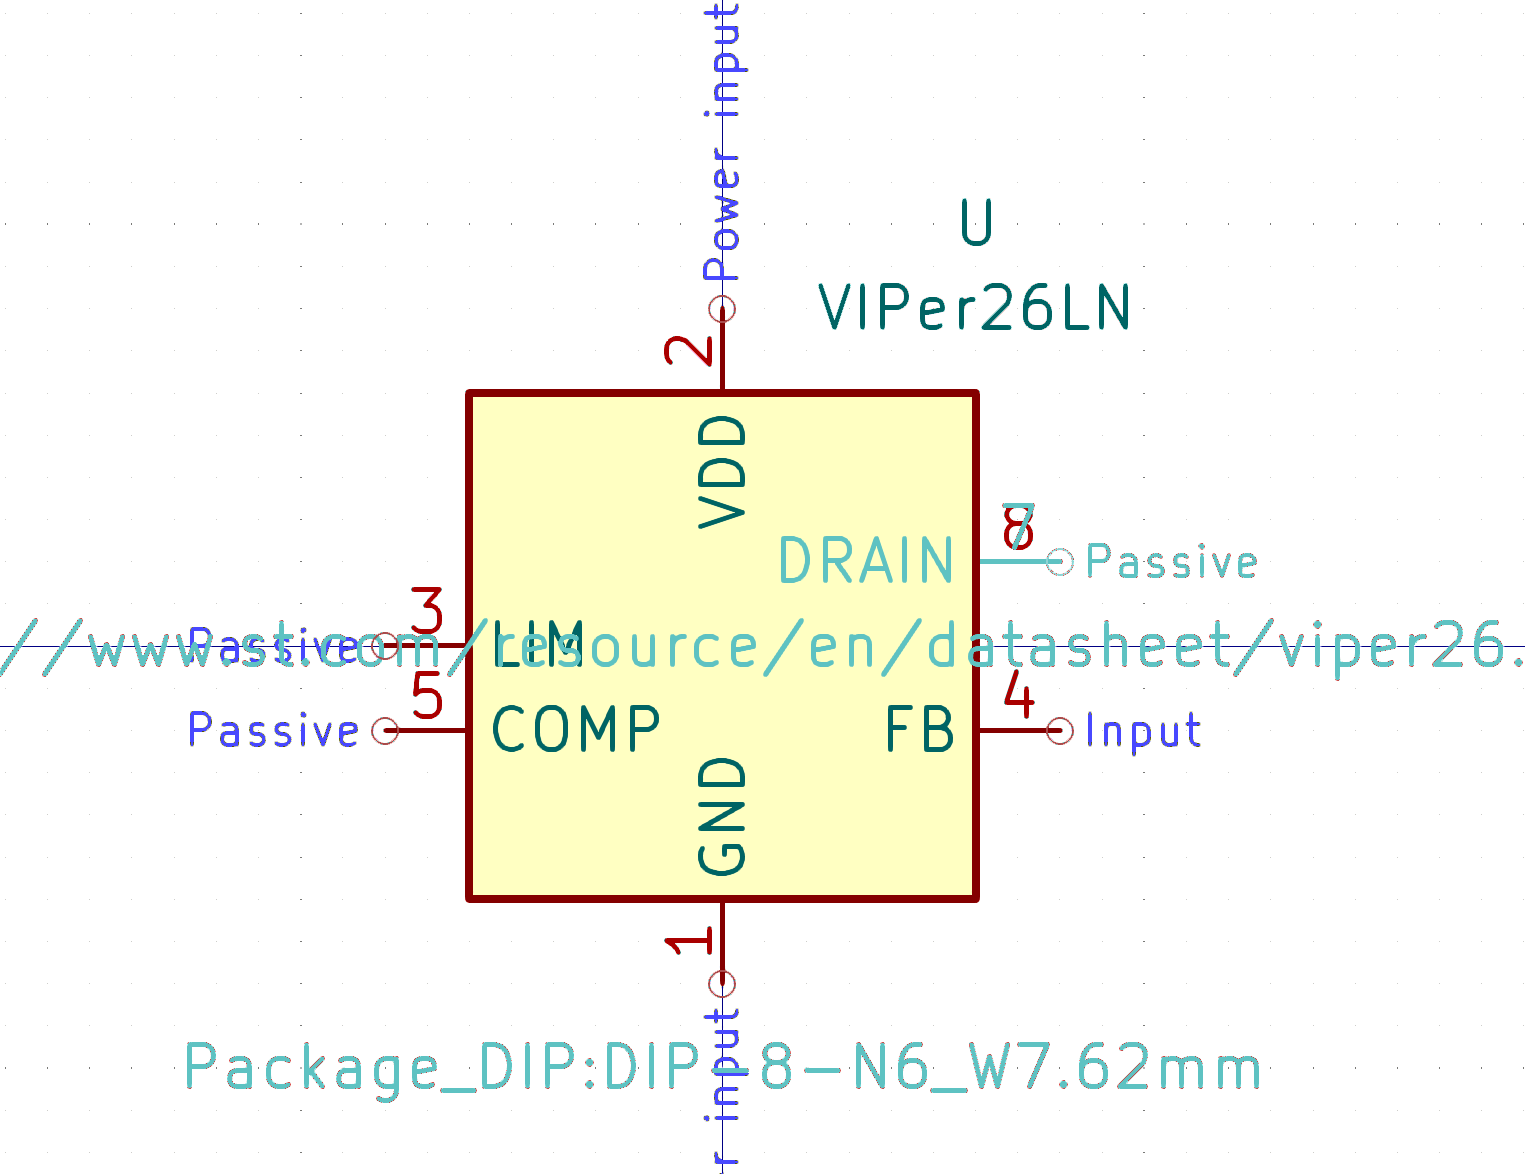 Power input
U
VIPer26LN
2
VDD
8
7
DRAIN
Passive
3
Passive
LIM
//www.st.com/resource/en/datasheet/viper26.
5
4
Passive
COMP
FB
Input
GND
1
r input
Package_DIP:DIP-8-N6_W7.62mm